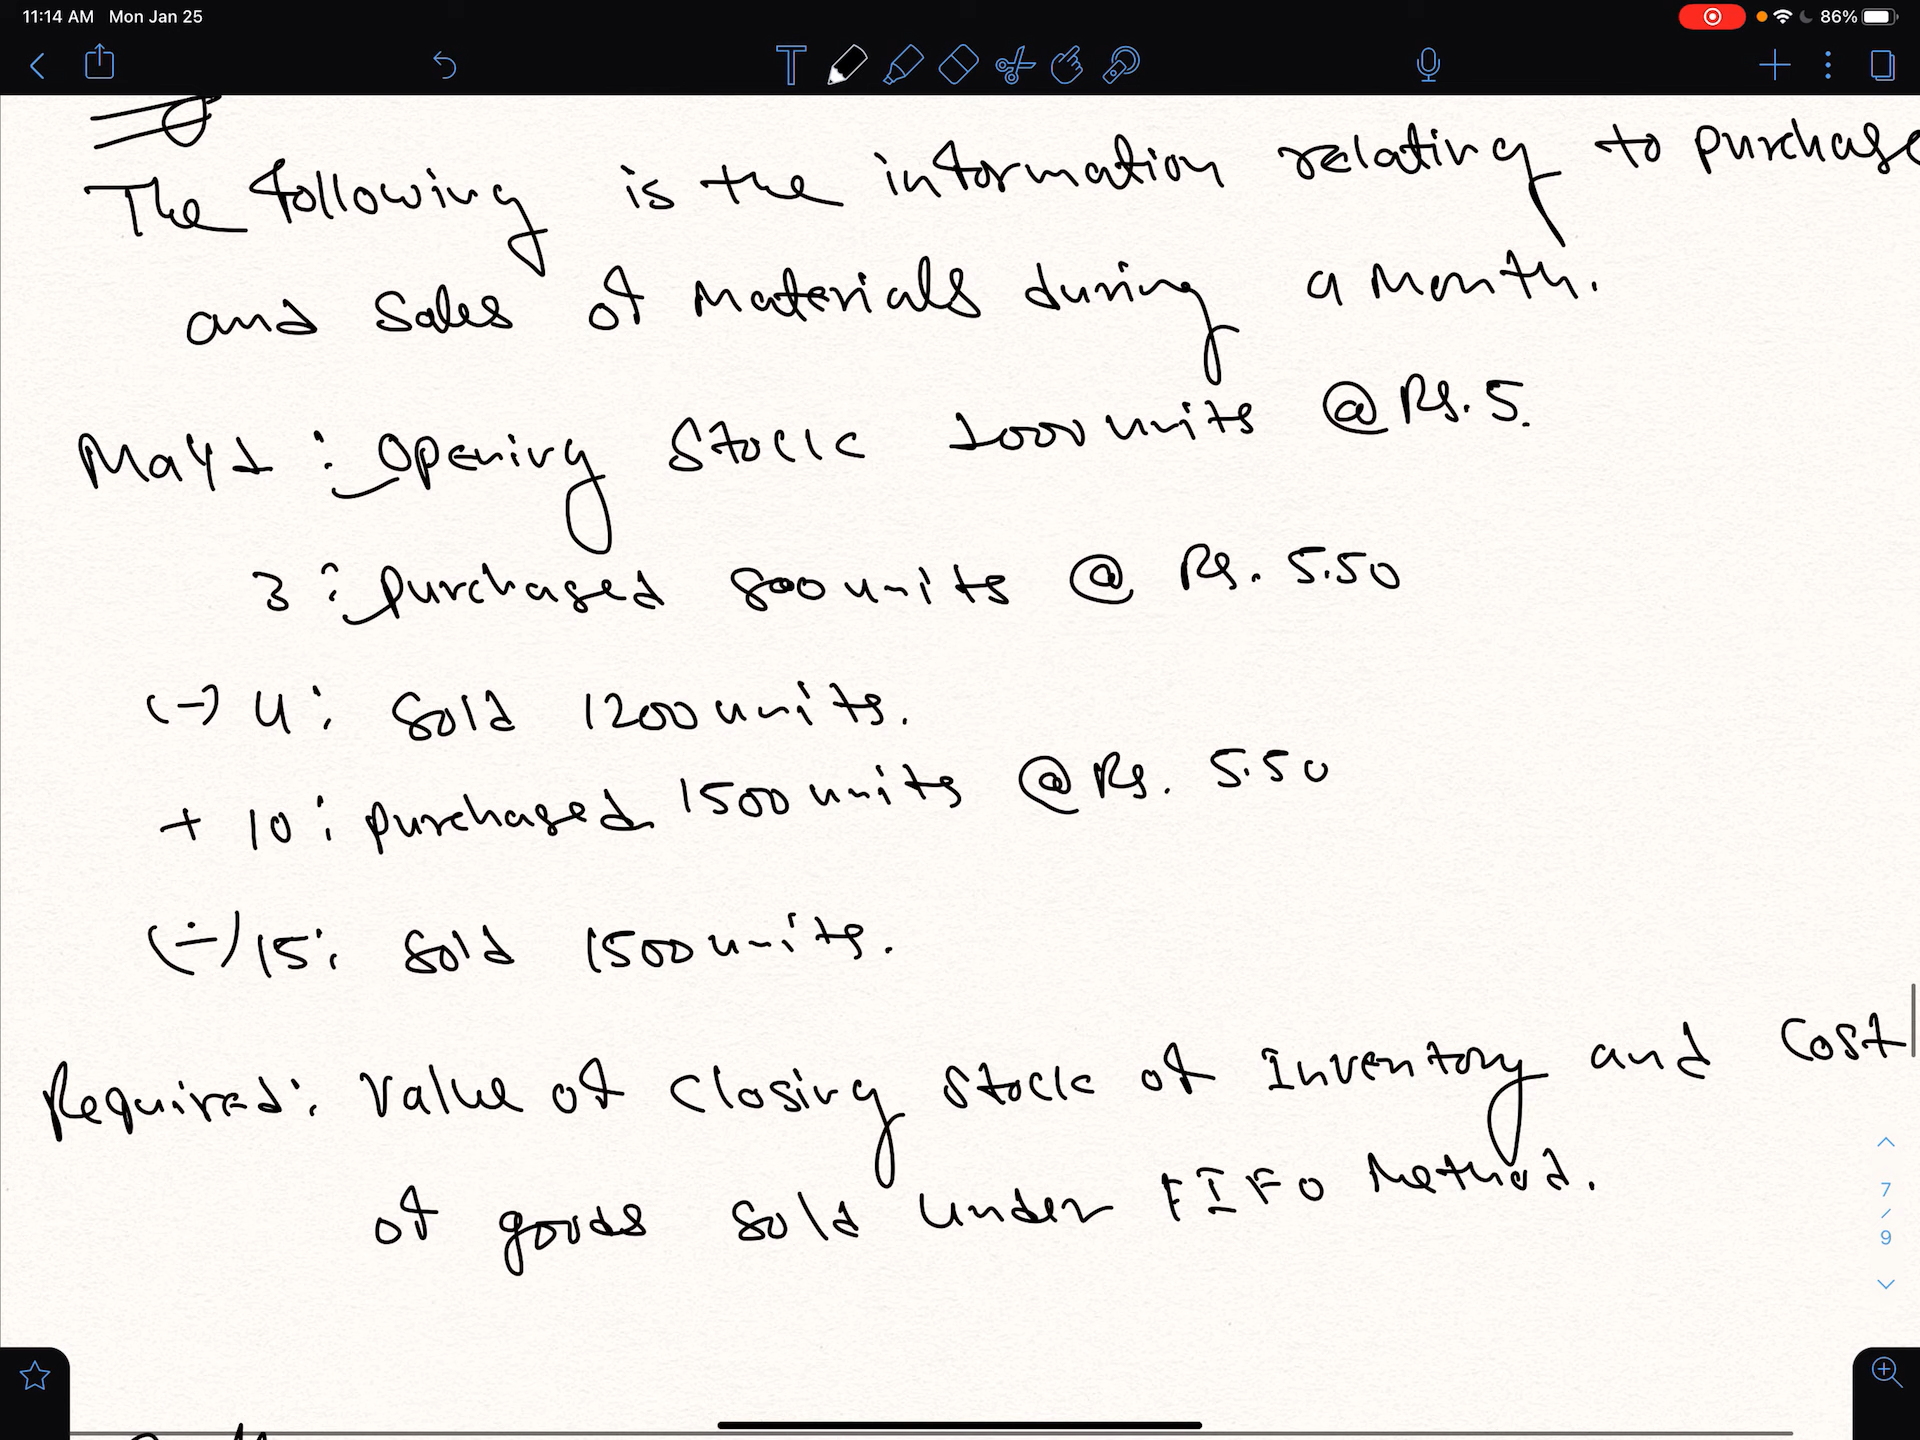 11:14 AM Mon Jan 25
86%
The following is the information relating to purchase
and sales of Materials during a Month.
May 1 : Opening Stock 1000 units @ Rs. 5.
3 : purchased 800 units @ Rs. 5.50
(-) 4 : Sold 1200 units.
+ 10 : purchased 1500 units @ Rs. 5.50
(-) 15 : Sold 1500 units.
Required : Value of Closing Stock of Inventory and Cost
of goods sold under FIFO Method.
7
/
9